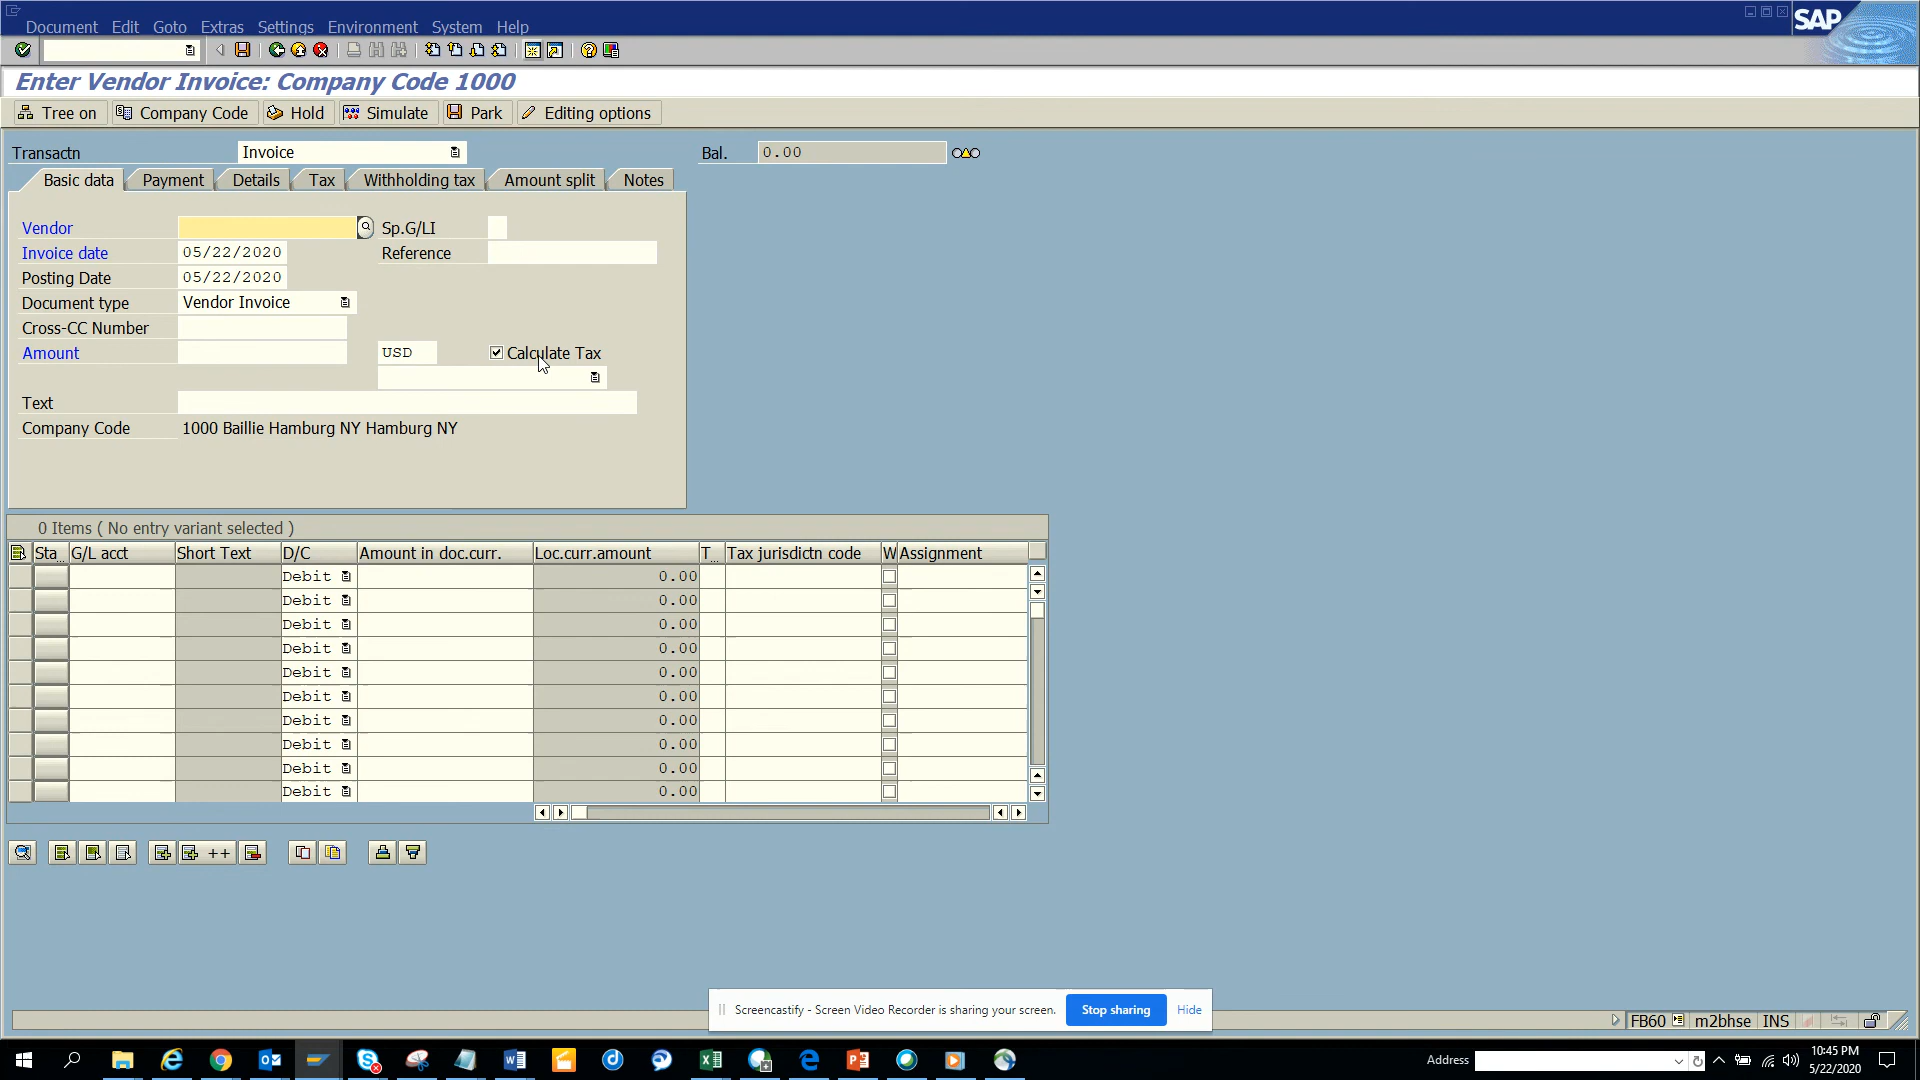 Document Edit Goto Extras Settings Environment System Help
SAP
Enter Vendor Invoice: Company Code 1000
Tree on Company Code Hold Simulate Park Editing options
Transactn Invoice Bal. 0.00
Basic data Payment Details Tax Withholding tax Amount split Notes
Vendor Sp.G/LI
Invoice date 05/22/2020 Reference
Posting Date 05/22/2020
Document type Vendor Invoice
Cross-CC Number
Amount USD Calculate Tax
Text
Company Code 1000 Baillie Hamburg NY Hamburg NY
0 Items ( No entry variant selected )
Sta... G/L acct Short Text D/C Amount in doc.curr. Loc.curr.amount T... Tax jurisdictn code W Assignment
Debit 0.00
Debit 0.00
Debit 0.00
Debit 0.00
Debit 0.00
Debit 0.00
Debit 0.00
Debit 0.00
Debit 0.00
Debit 0.00
++
Screencastify - Screen Video Recorder is sharing your screen. Stop sharing Hide
FB60 m2bhse INS
Address 10:45 PM
5/22/2020